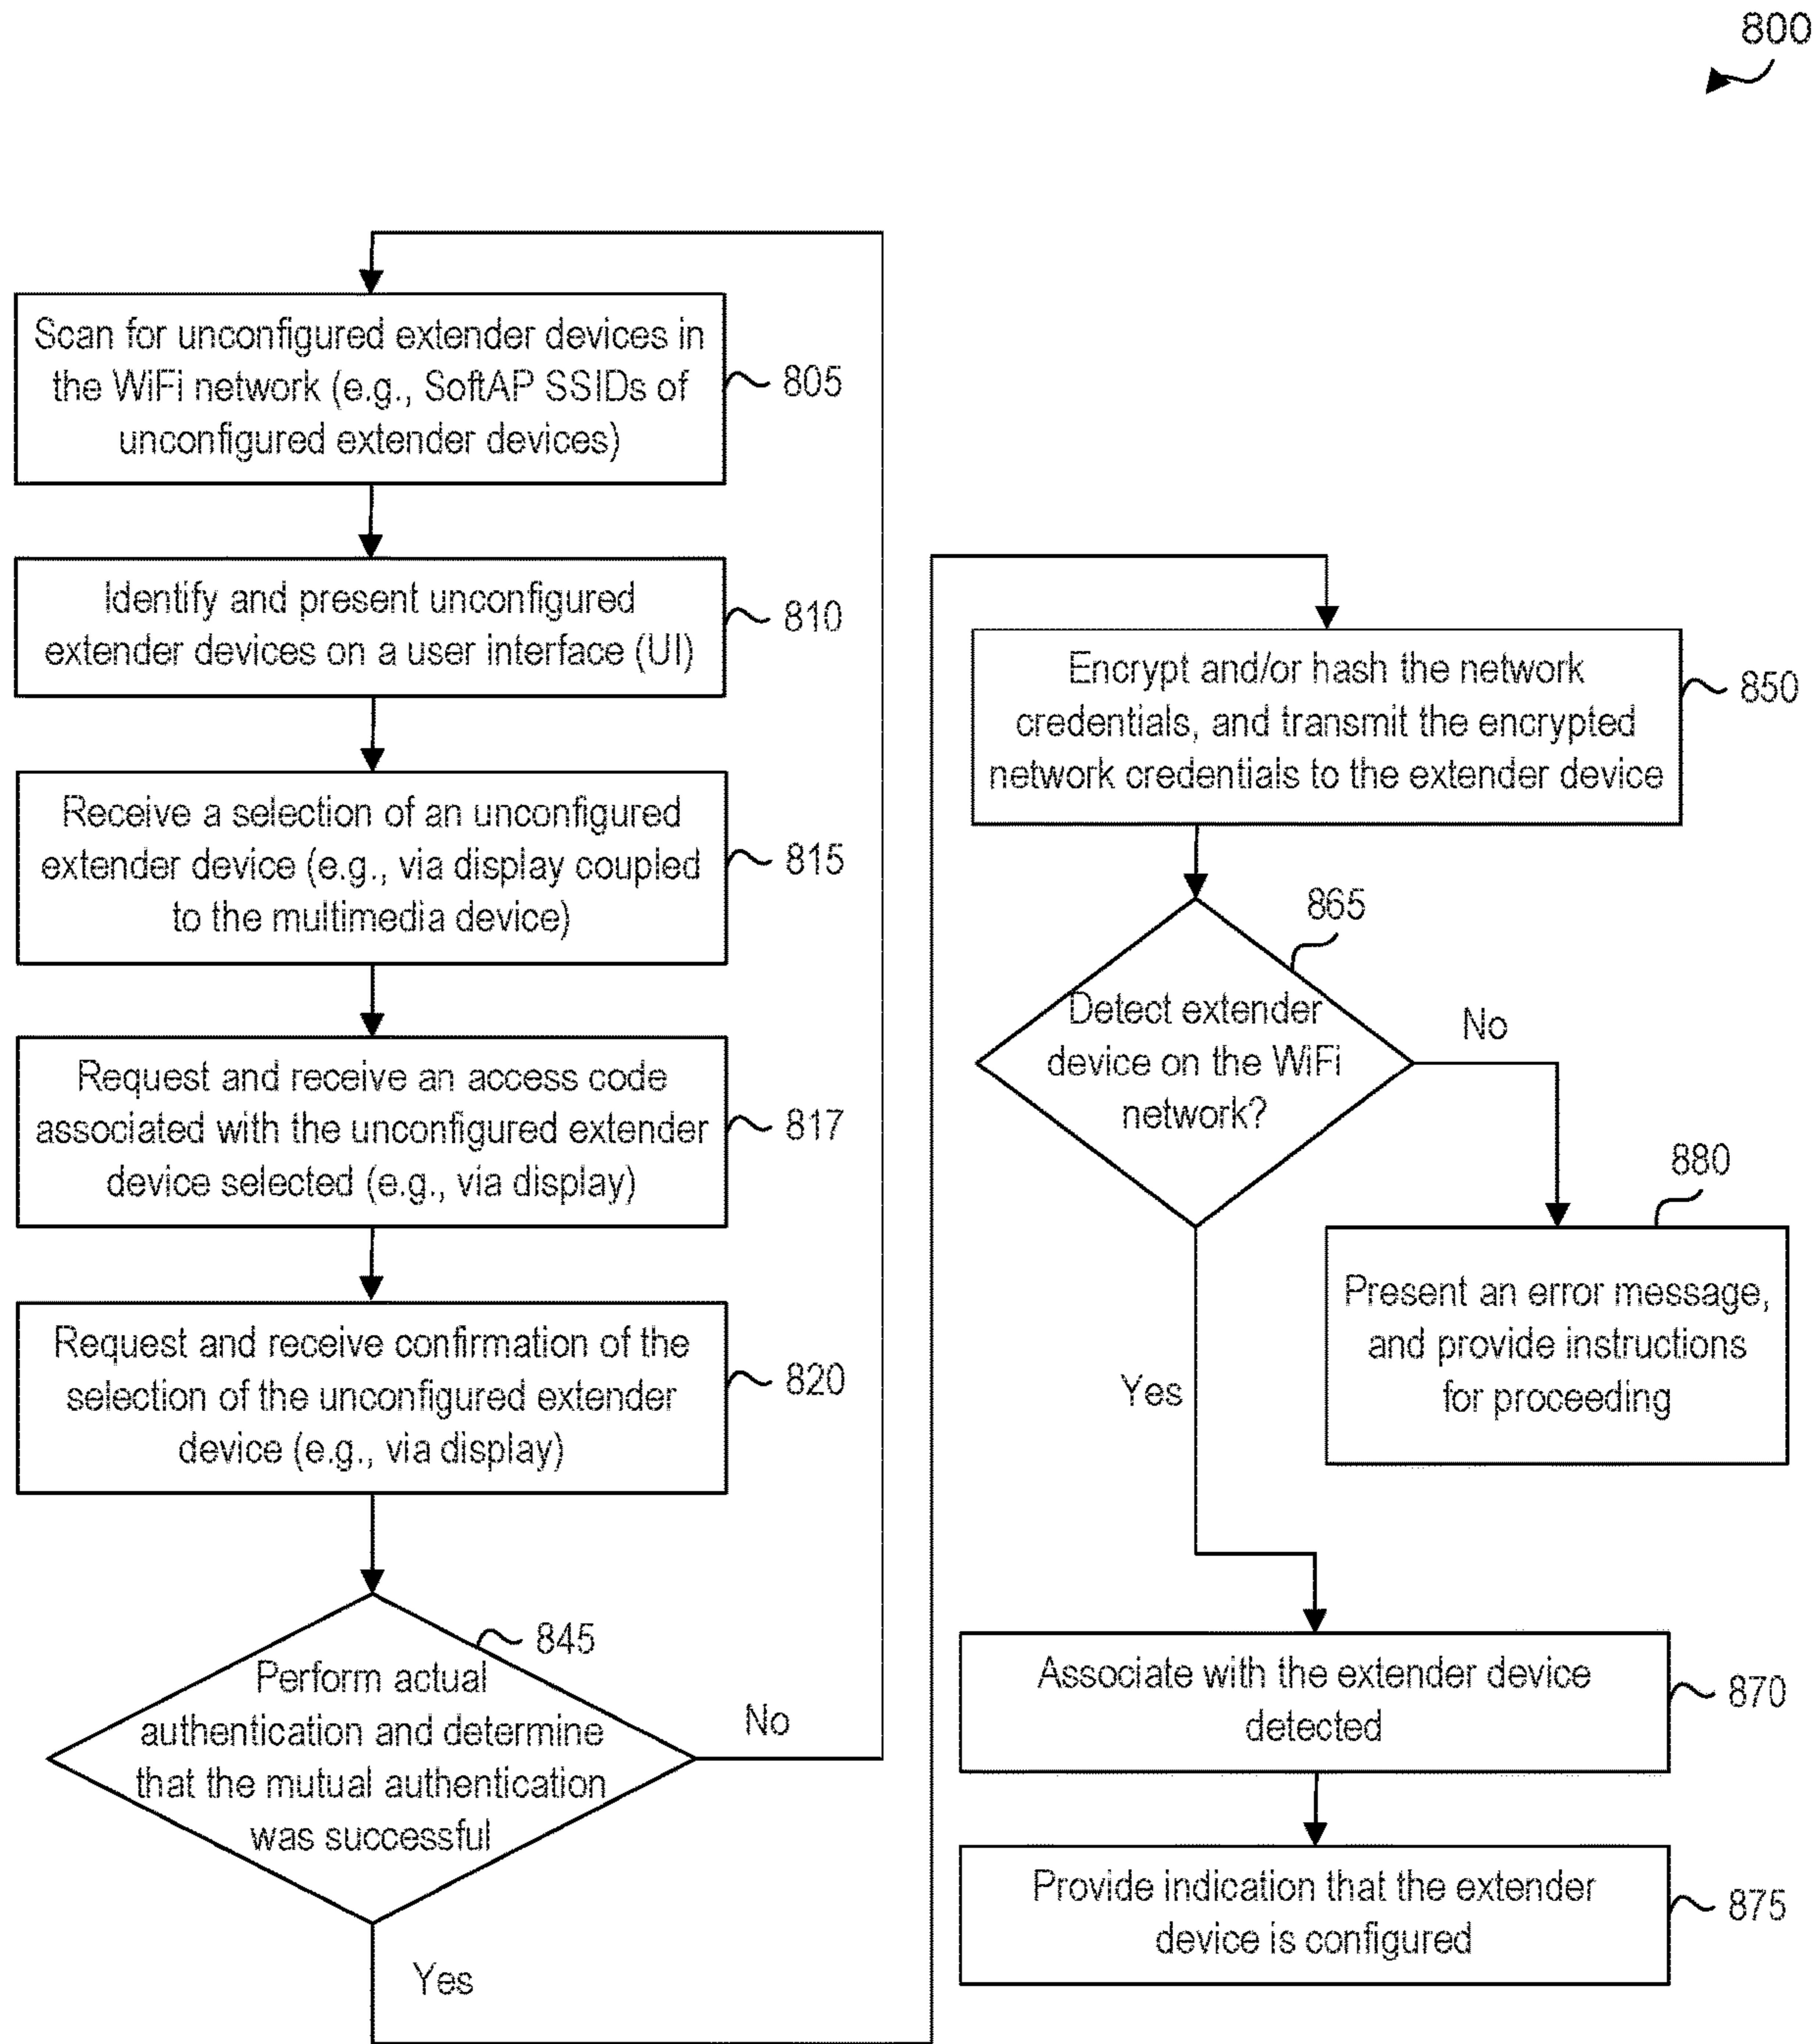 800
Scan for unconfigured extender devices in
the WiFi network (e.g., SoftAP SSIDs of
unconfigured extender devices)
805
Identify and present unconfigured
extender devices on a user interface (UI)
810
Receive a selection of an unconfigured
extender device (e.g., via display coupled
to the multimedia device)
815
Request and receive an access code
associated with the unconfigured extender
device selected (e.g., via display)
817
Request and receive confirmation of the
selection of the unconfigured extender
device (e.g., via display)
820
845
Perform actual
authentication and determine
that the mutual authentication
was successful
No
Yes
Encrypt and/or hash the network
credentials, and transmit the encrypted
network credentials to the extender device
850
865
Detect extender
device on the WiFi
network?
No
880
Present an error message,
and provide instructions
for proceeding
Yes
Associate with the extender device
detected
870
Provide indication that the extender
device is configured
875